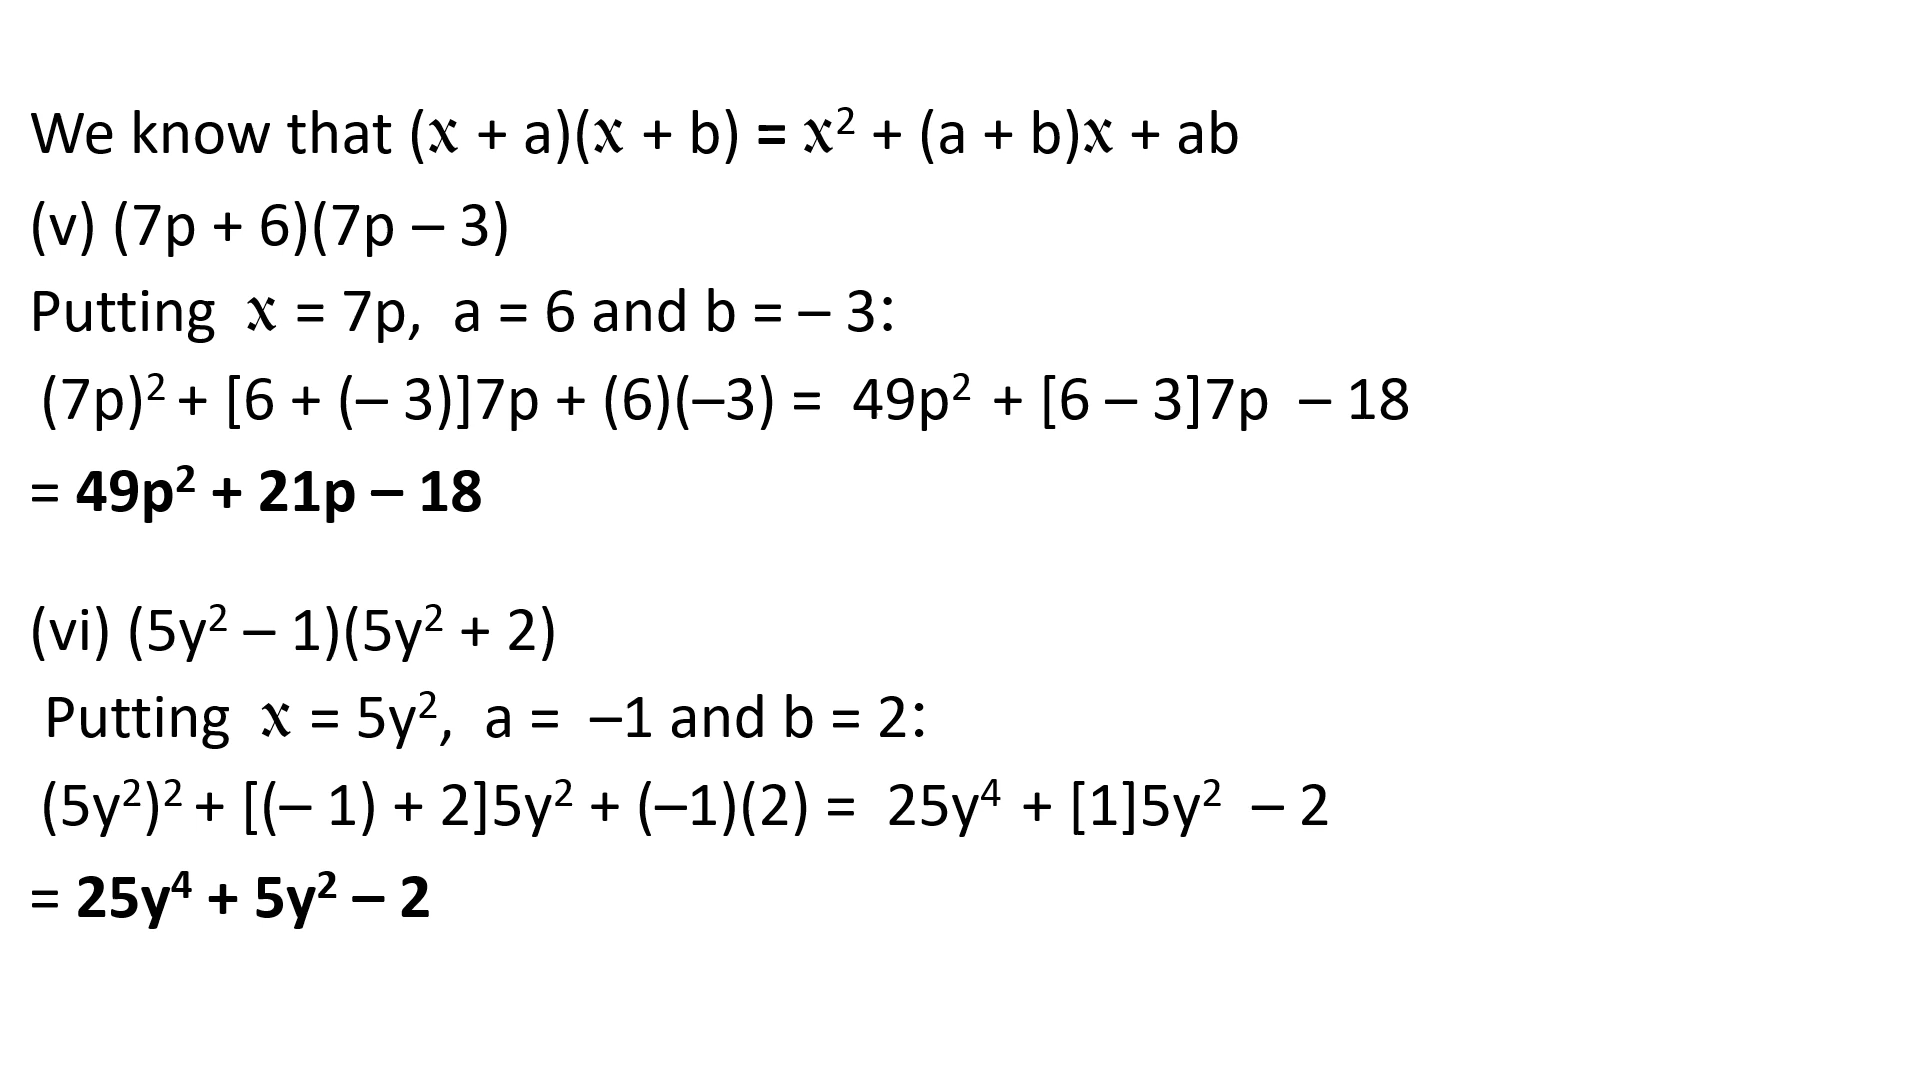 We know that (𝔵 + a)(𝔵 + b) = 𝔵² + (a + b)𝔵 + ab
(v) (7p + 6)(7p – 3)
Putting  𝔵 = 7p,  a = 6 and b = – 3:
(7p)² + [6 + (– 3)]7p + (6)(–3) =  49p² + [6 – 3]7p  – 18
= 49p² + 21p – 18
(vi) (5y² – 1)(5y² + 2)
Putting  𝔵 = 5y²,  a =  –1 and b = 2:
(5y²)² + [(– 1) + 2]5y² + (–1)(2) =  25y⁴ + [1]5y²  – 2
= 25y⁴ + 5y² – 2